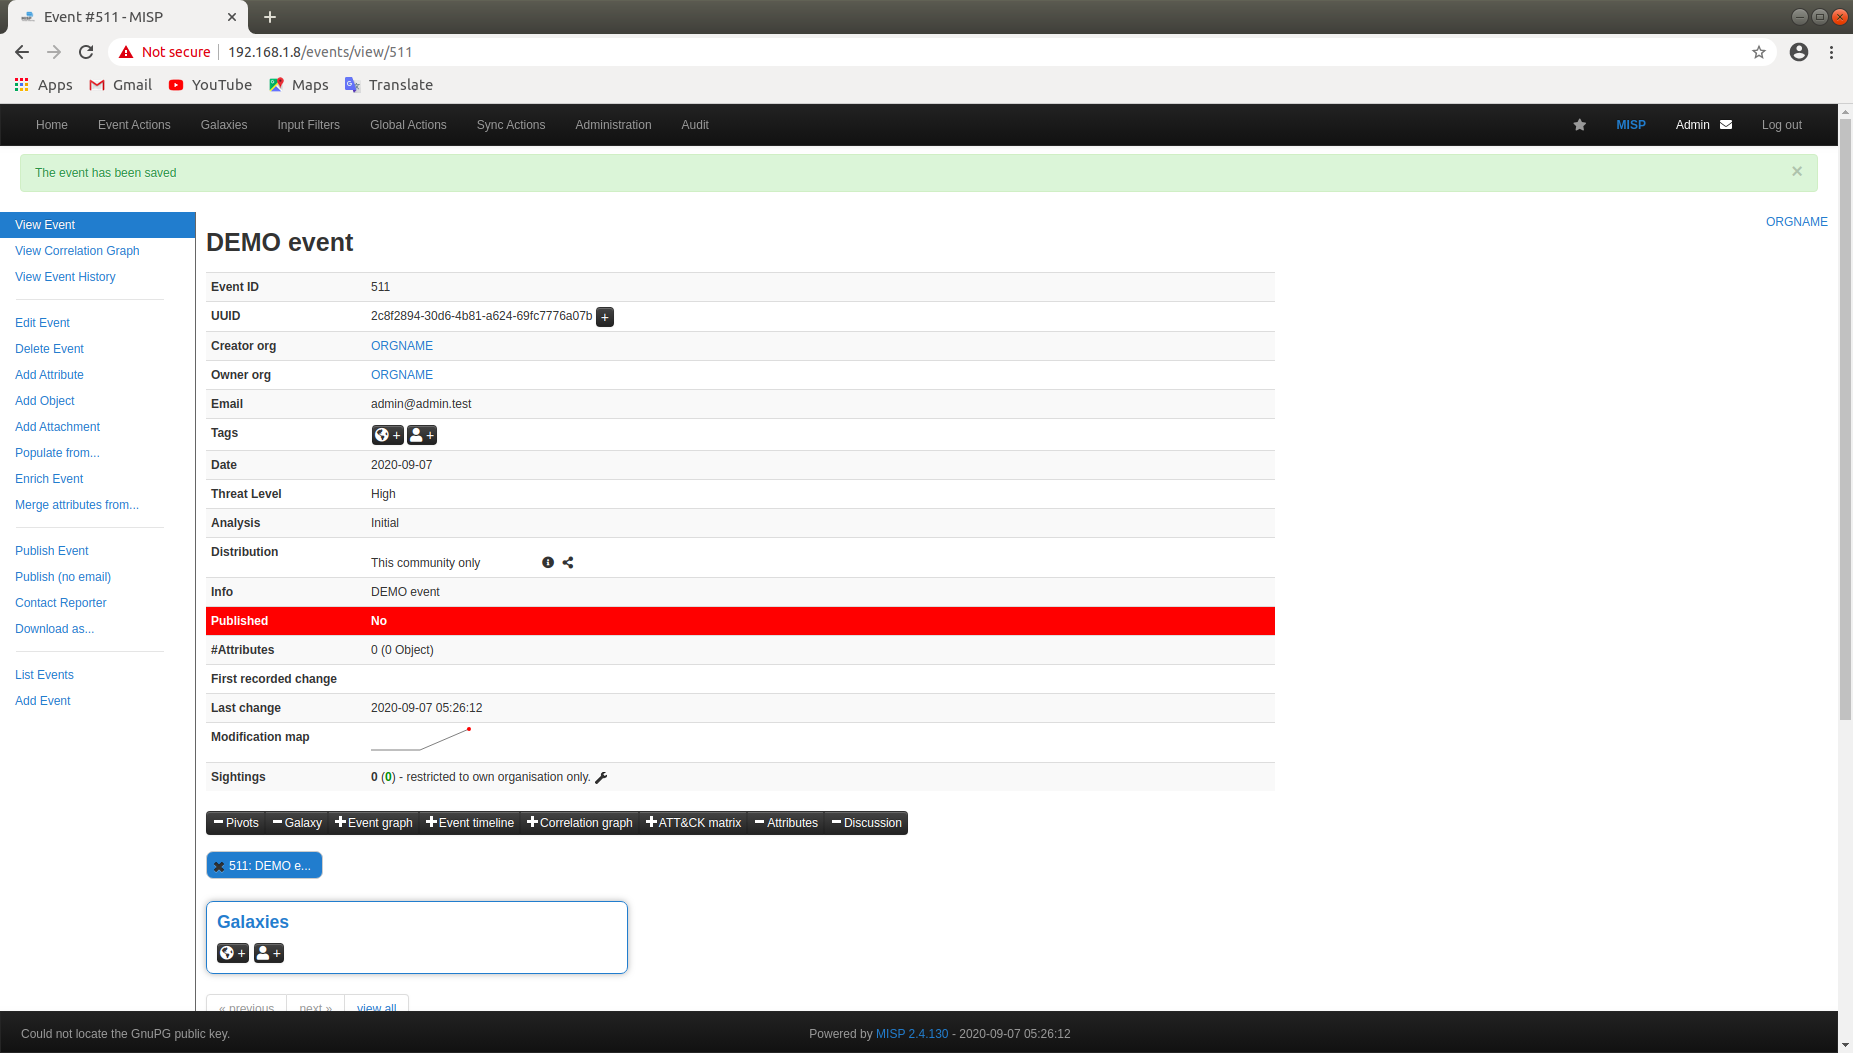 Event #511 - MISP
Not secure 192.168.1.8/events/view/511
Apps Gmail YouTube Maps Translate
Home Event Actions Galaxies Input Filters Global Actions Sync Actions Administration Audit MISP Admin Log out
The event has been saved
View Event
View Correlation Graph
View Event History
Edit Event
Delete Event
Add Attribute
Add Object
Add Attachment
Populate from...
Enrich Event
Merge attributes from...
Publish Event
Publish (no email)
Contact Reporter
Download as...
List Events
Add Event
ORGNAME
DEMO event
Event ID 511
UUID 2c8f2894-30d6-4b81-a624-69fc7776a07b +
Creator org ORGNAME
Owner org ORGNAME
Email admin@admin.test
Tags + +
Date 2020-09-07
Threat Level High
Analysis Initial
Distribution This community only
Info DEMO event
Published No
#Attributes 0 (0 Object)
First recorded change
Last change 2020-09-07 05:26:12
Modification map
Sightings 0 (0) - restricted to own organisation only.
Pivots Galaxy Event graph Event timeline Correlation graph ATT&CK matrix Attributes Discussion
511: DEMO e...
Galaxies
+ +
« previous next » view all
Could not locate the GnuPG public key. Powered by MISP 2.4.130 - 2020-09-07 05:26:12